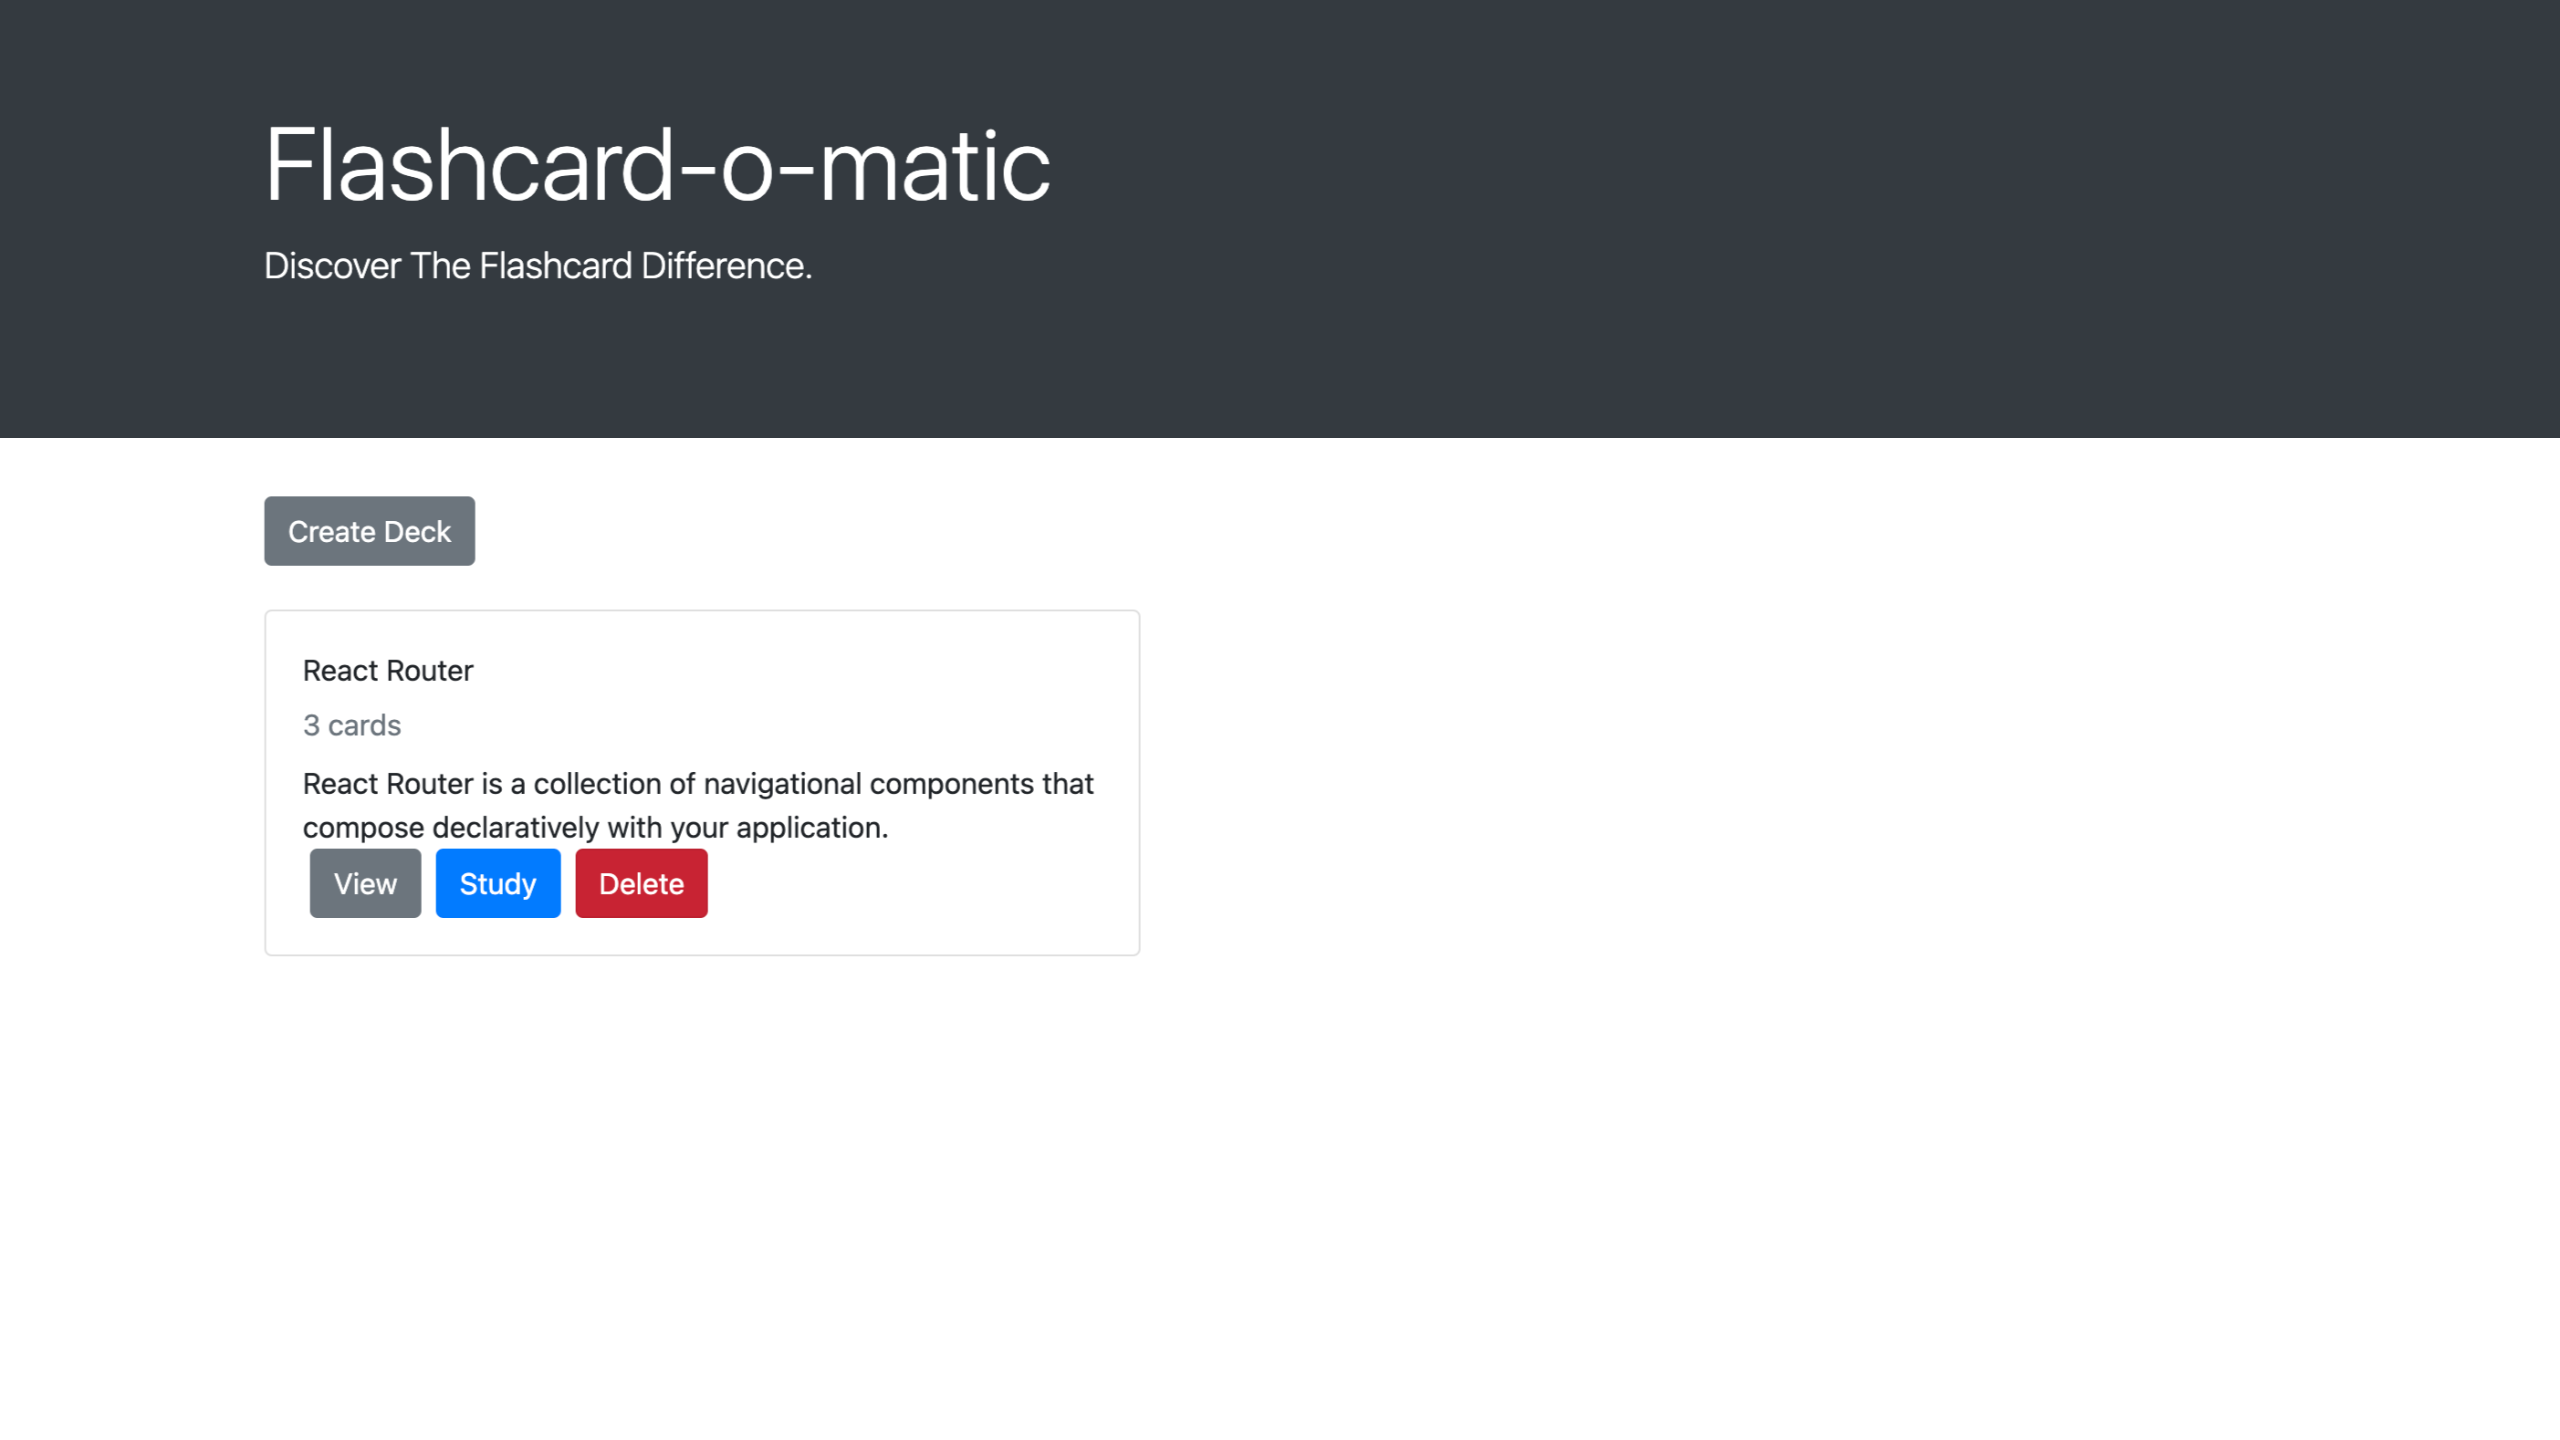 Flashcard-o-matic
Discover The Flashcard Difference.
Create Deck
React Router
3 cards
React Router is a collection of navigational components that
compose declaratively with your application.
View Study Delete